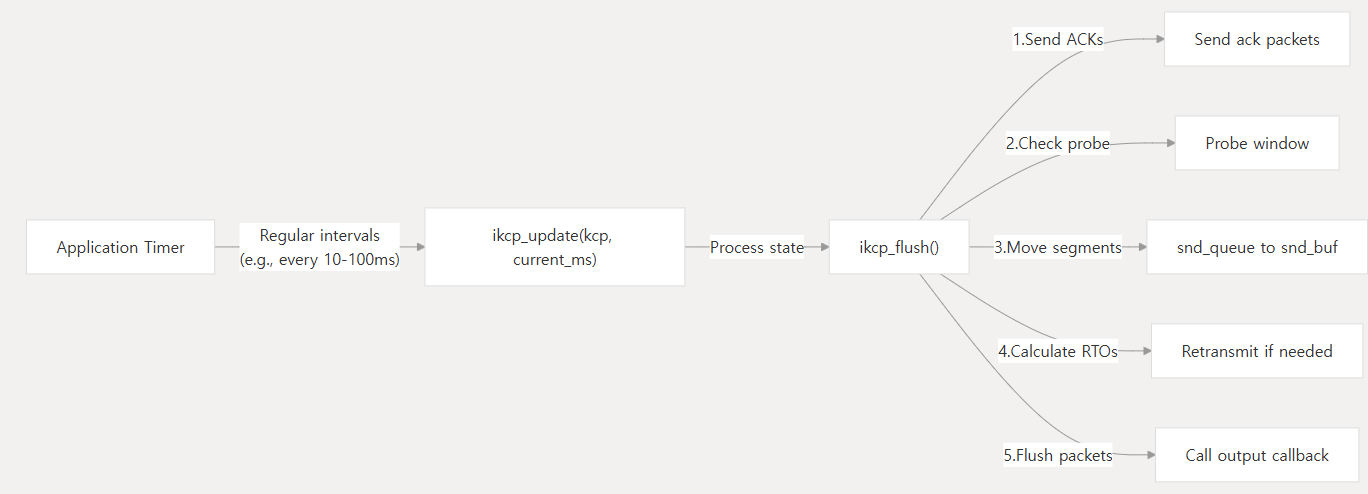 Application Timer
Regular intervals
(e.g., every 10-100ms)
ikcp_update(kcp,
current_ms)
Process state
ikcp_flush()
1.Send ACKs
Send ack packets
2.Check probe
Probe window
3.Move segments
snd_queue to snd_buf
4.Calculate RTOs
Retransmit if needed
5.Flush packets
Call output callback